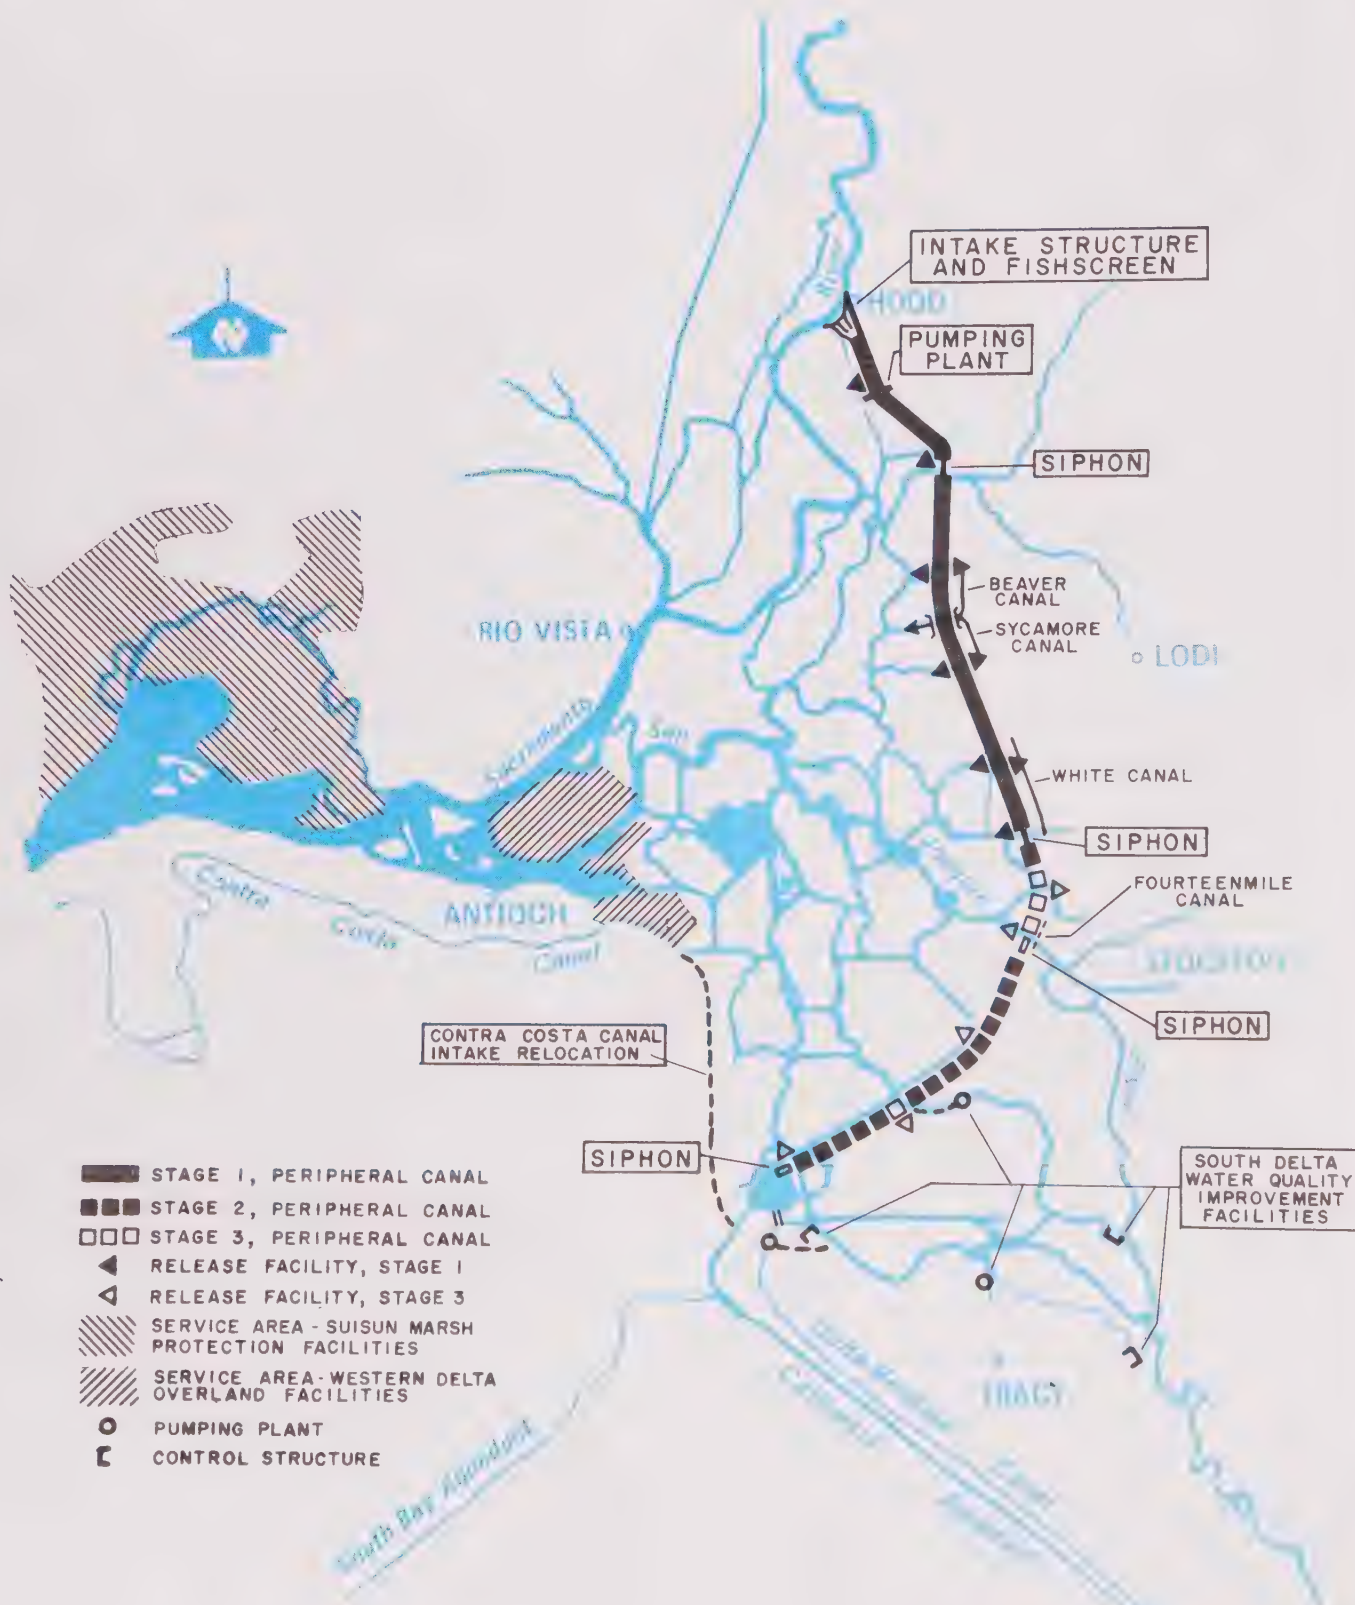 INTAKE STRUCTURE
AND FISHSCREEN
HOOD
PUMPING
PLANT
SIPHON
BEAVER
CANAL
SYCAMORE
CANAL
RIO VISTA
LODI
Sacramento
San
WHITE CANAL
SIPHON
FOURTEENMILE
CANAL
Contra
Costa
Canal
ANTIOCH
STOCKTON
SIPHON
CONTRA COSTA CANAL
INTAKE RELOCATION
SIPHON
SOUTH DELTA
WATER QUALITY
IMPROVEMENT
FACILITIES
STAGE 1, PERIPHERAL CANAL
STAGE 2, PERIPHERAL CANAL
STAGE 3, PERIPHERAL CANAL
RELEASE FACILITY, STAGE 1
RELEASE FACILITY, STAGE 3
SERVICE AREA - SUISUN MARSH
PROTECTION FACILITIES
SERVICE AREA - WESTERN DELTA
OVERLAND FACILITIES
PUMPING PLANT
CONTROL STRUCTURE
TRACY
South Bay Aqueduct
Canal